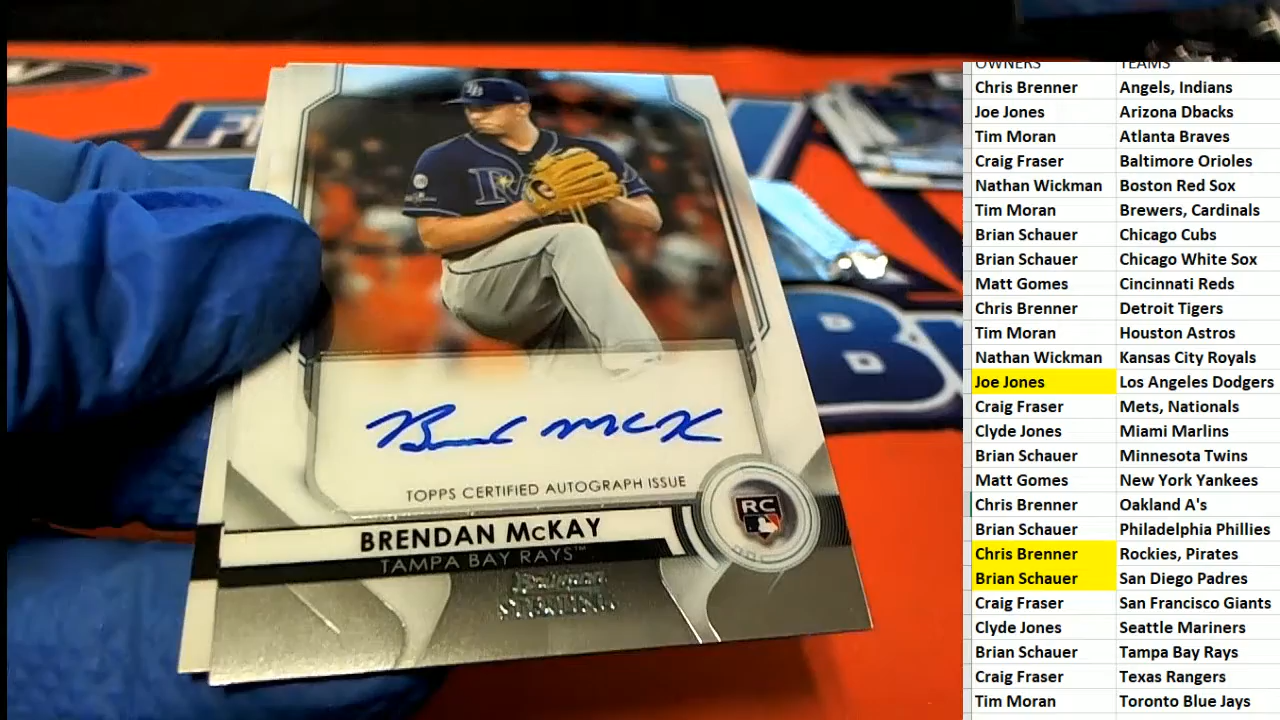 Brendan McK
TOPPS CERTIFIED AUTOGRAPH ISSUE
RC
BRENDAN McKAY
TAMPA BAY RAYS™
Bowman
STERLING
OWNERS TEAMS
Chris Brenner Angels, Indians
Joe Jones Arizona Dbacks
Tim Moran Atlanta Braves
Craig Fraser Baltimore Orioles
Nathan Wickman Boston Red Sox
Tim Moran Brewers, Cardinals
Brian Schauer Chicago Cubs
Brian Schauer Chicago White Sox
Matt Gomes Cincinnati Reds
Chris Brenner Detroit Tigers
Tim Moran Houston Astros
Nathan Wickman Kansas City Royals
Joe Jones Los Angeles Dodgers
Craig Fraser Mets, Nationals
Clyde Jones Miami Marlins
Brian Schauer Minnesota Twins
Matt Gomes New York Yankees
Chris Brenner Oakland A's
Brian Schauer Philadelphia Phillies
Chris Brenner Rockies, Pirates
Brian Schauer San Diego Padres
Craig Fraser San Francisco Giants
Clyde Jones Seattle Mariners
Brian Schauer Tampa Bay Rays
Craig Fraser Texas Rangers
Tim Moran Toronto Blue Jays